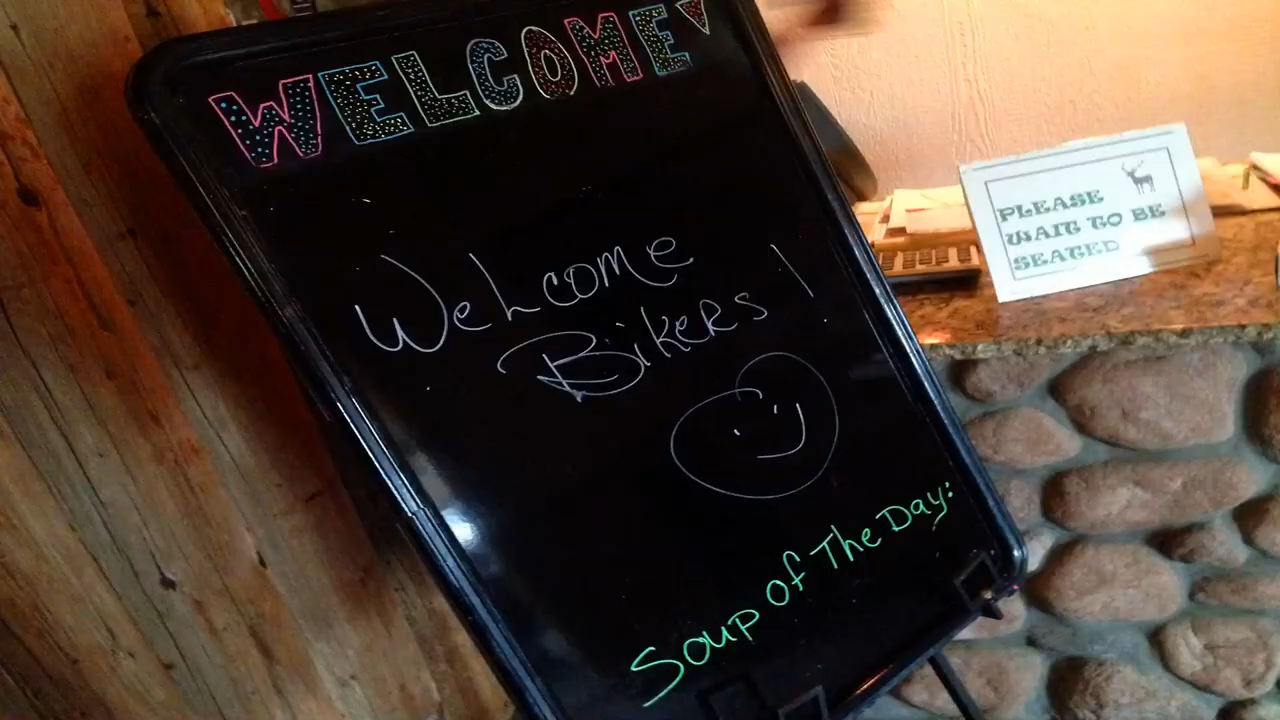 WELCOME
Welcome
Bikers!
Soup of The Day:
PLEASE
WAIT TO BE
SEATED